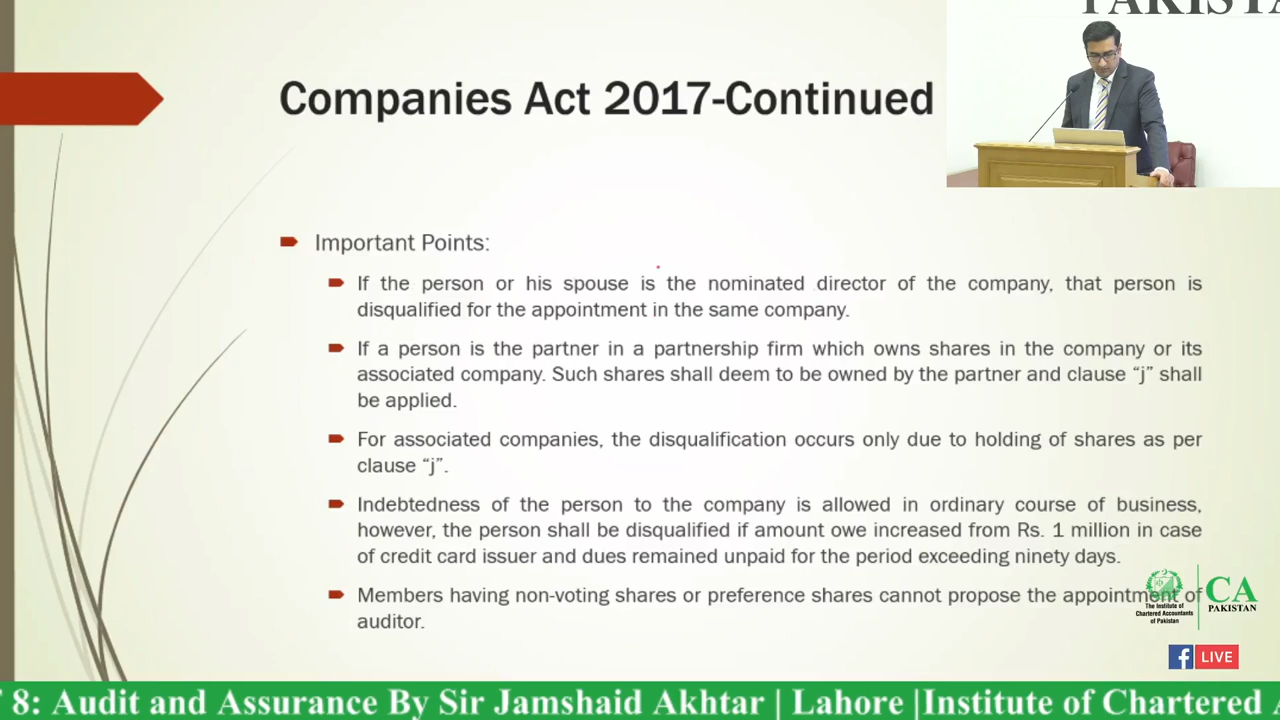 PAKISTA
Companies Act 2017-Continued
Important Points:
If the person or his spouse is the nominated director of the company, that person is
disqualified for the appointment in the same company.
If a person is the partner in a partnership firm which owns shares in the company or its
associated company. Such shares shall deem to be owned by the partner and clause “j” shall
be applied.
For associated companies, the disqualification occurs only due to holding of shares as per
clause “j”.
Indebtedness of the person to the company is allowed in ordinary course of business,
however, the person shall be disqualified if amount owe increased from Rs. 1 million in case
of credit card issuer and dues remained unpaid for the period exceeding ninety days.
Members having non-voting shares or preference shares cannot propose the appointment of
auditor.
The Institute of
Chartered Accountants
of Pakistan
CA
PAKISTAN
f LIVE
8: Audit and Assurance By Sir Jamshaid Akhtar | Lahore |Institute of Chartered A